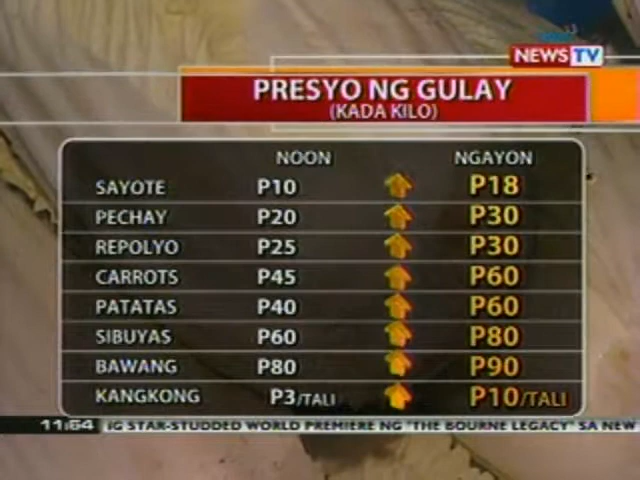 NEWS TV
PRESYO NG GULAY
(KADA KILO)
NOON NGAYON
SAYOTE P10 P18
PECHAY P20 P30
REPOLYO P25 P30
CARROTS P45 P60
PATATAS P40 P60
SIBUYAS P60 P80
BAWANG P80 P90
KANGKONG P3/TALI P10/TALI
11:54 IG STAR-STUDDED WORLD PREMIERE NG "THE BOURNE LEGACY" SA NEW